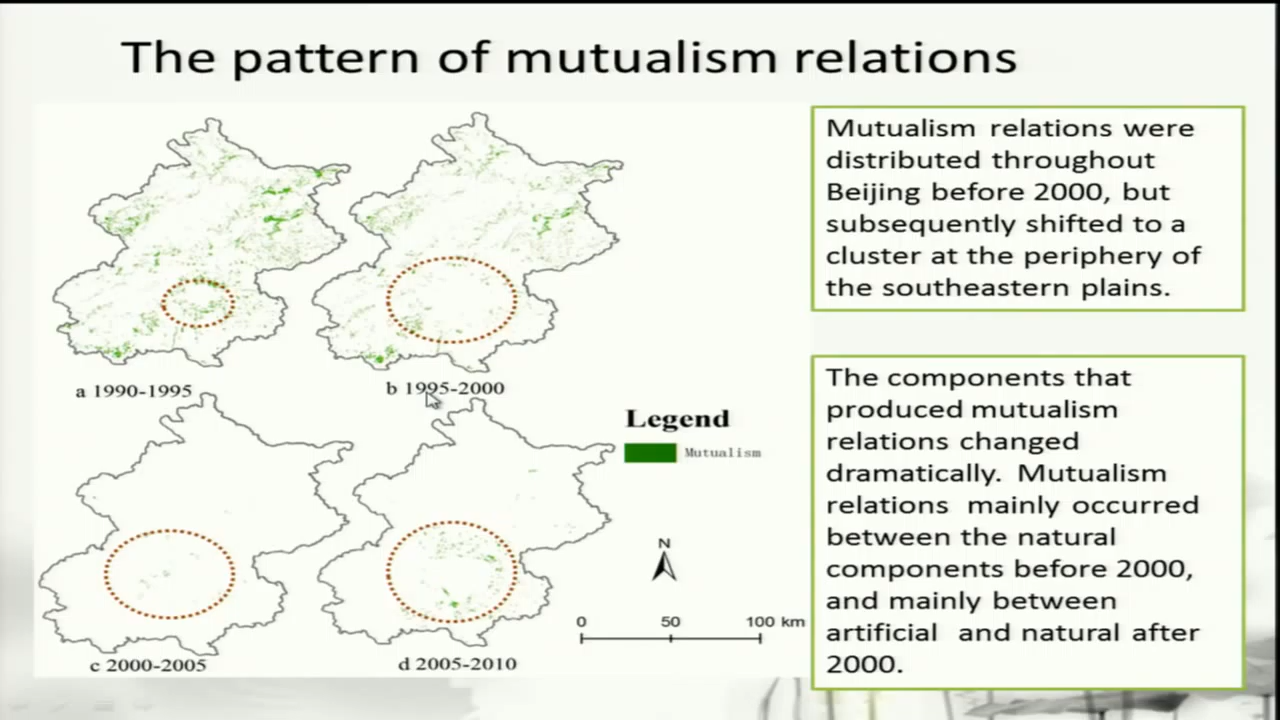 The pattern of mutualism relations
a 1990-1995
b 1995-2000
c 2000-2005
d 2005-2010
Legend
Mutualism
N
0 50 100 km
Mutualism relations were
distributed throughout
Beijing before 2000, but
subsequently shifted to a
cluster at the periphery of
the southeastern plains.
The components that
produced mutualism
relations changed
dramatically. Mutualism
relations mainly occurred
between the natural
components before 2000,
and mainly between
artificial and natural after
2000.